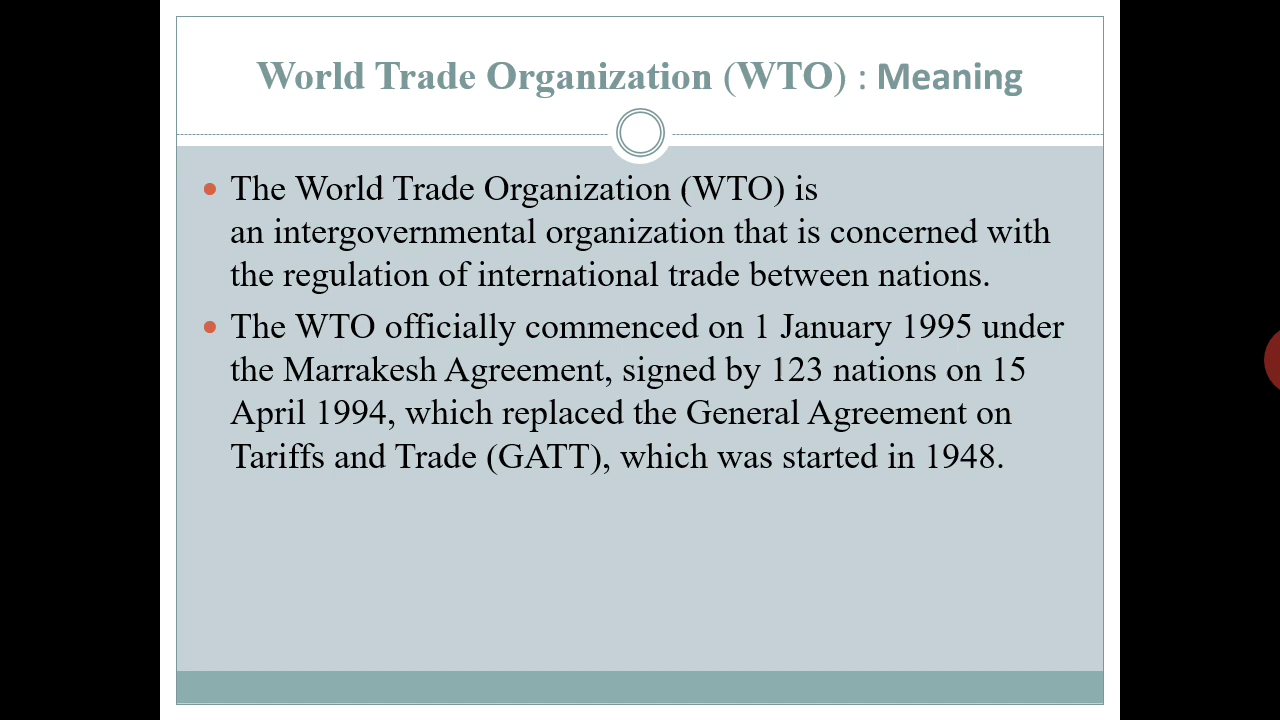 World Trade Organization (WTO) : Meaning
• The World Trade Organization (WTO) is
an intergovernmental organization that is concerned with
the regulation of international trade between nations.
• The WTO officially commenced on 1 January 1995 under
the Marrakesh Agreement, signed by 123 nations on 15
April 1994, which replaced the General Agreement on
Tariffs and Trade (GATT), which was started in 1948.